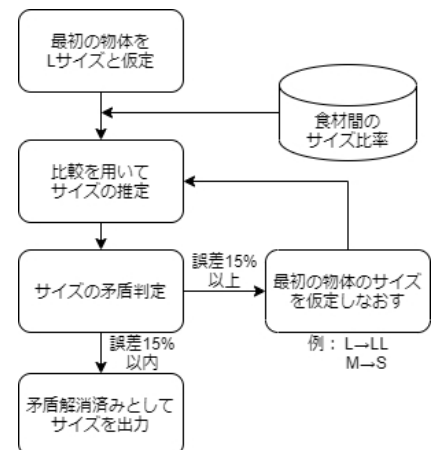 最初の物体を
Lサイズと仮定
食材間の
サイズ比率
比較を用いて
サイズの推定
サイズの矛盾判定
誤差15%
以上
最初の物体のサイズ
を仮定しなおす
例： L→LL
M→S
誤差15%
以内
矛盾解消済みとして
サイズを出力